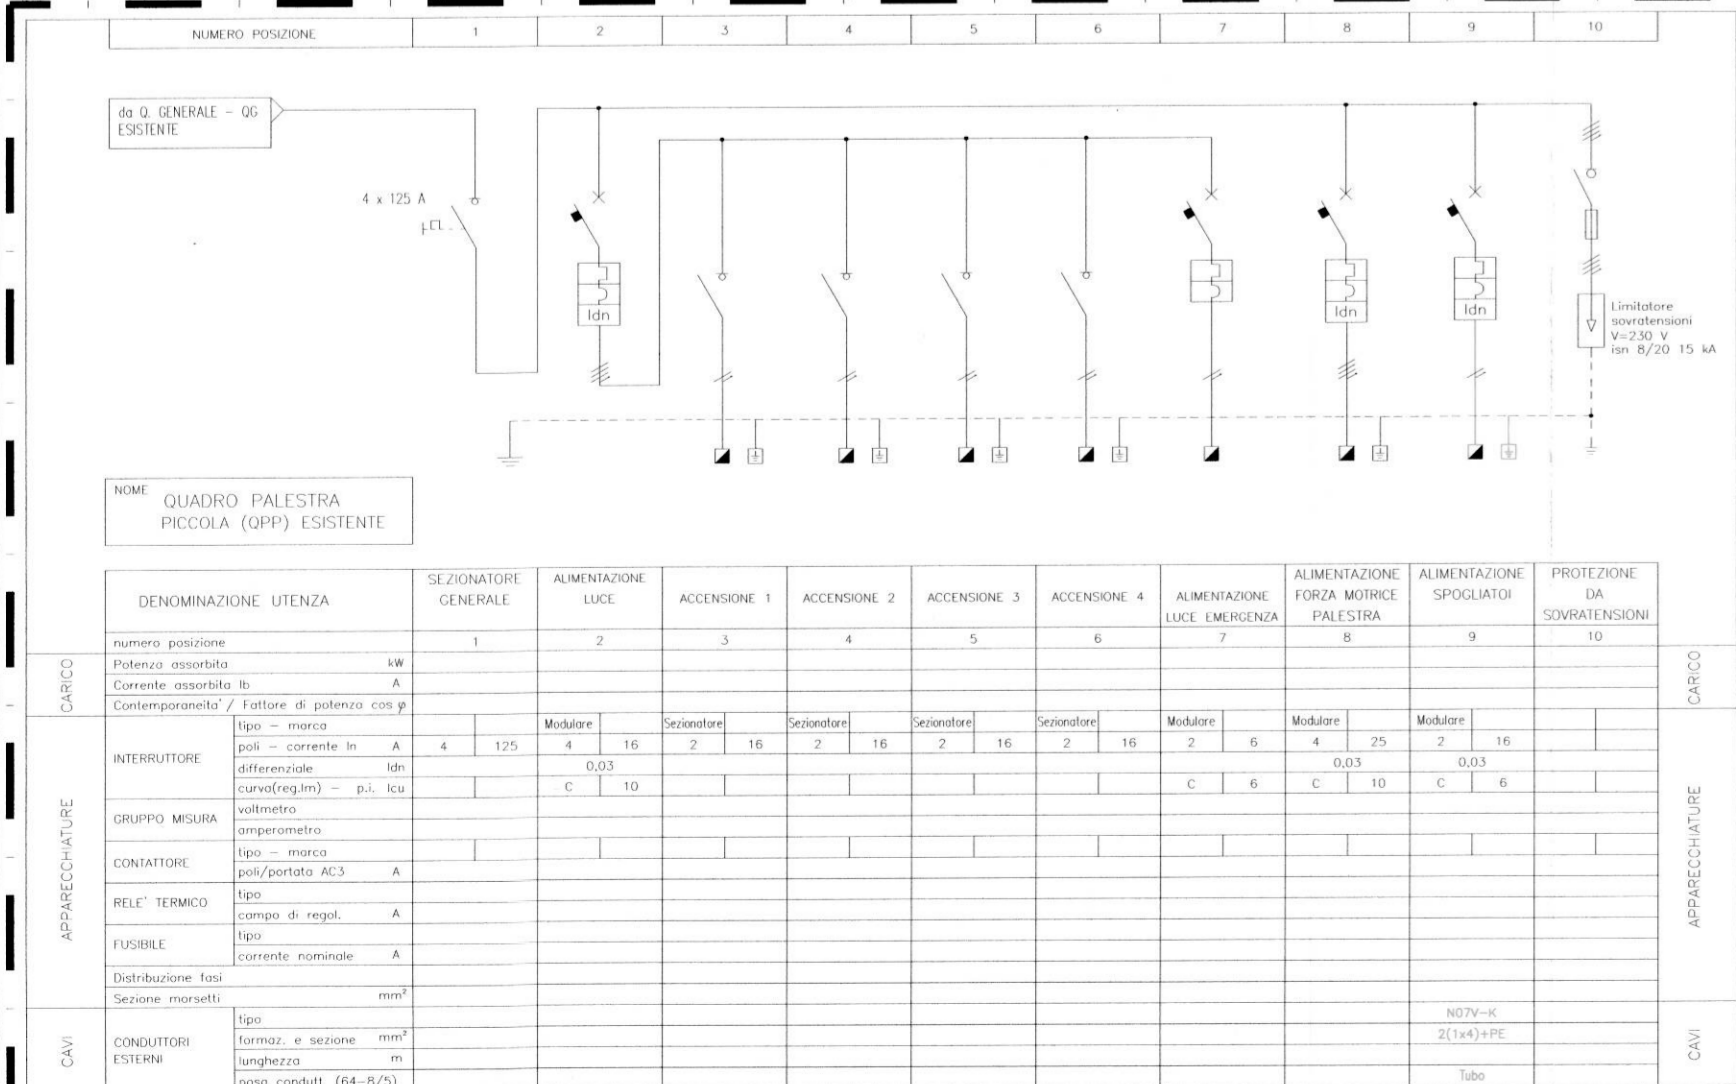 NUMERO POSIZIONE 1 2 3 4 5 6 7 8 9 10
da Q. GENERALE – QG
ESISTENTE
4 x 125 A
Idn Idn Idn
Limitatore
sovratensioni
V=230 V
isn 8/20 15 kA
NOME
QUADRO PALESTRA
PICCOLA (QPP) ESISTENTE
DENOMINAZIONE UTENZA
SEZIONATORE
GENERALE
ALIMENTAZIONE
LUCE
ACCENSIONE 1
ACCENSIONE 2
ACCENSIONE 3
ACCENSIONE 4
ALIMENTAZIONE
LUCE EMERGENZA
ALIMENTAZIONE
FORZA MOTRICE
PALESTRA
ALIMENTAZIONE
SPOGLIATOI
PROTEZIONE
DA
SOVRATENSIONI
numero posizione 1 2 3 4 5 6 7 8 9 10
CARICO
Potenza assorbita kW
Corrente assorbita Ib A
Contemporaneita' / Fattore di potenza cos φ
CARICO
APPARECCHIATURE
INTERRUTTORE
tipo – marca Modulare Sezionatore Sezionatore Sezionatore Sezionatore Modulare Modulare Modulare
poli – corrente In A 4 125 4 16 2 16 2 16 2 16 2 16 2 6 4 25 2 16
differenziale Idn 0,03 0,03 0,03
curva(reg.Im) – p.i. Icu C 10 C 6 C 10 C 6
GRUPPO MISURA
voltmetro
amperometro
CONTATTORE
tipo – marca
poli/portata AC3 A
RELE' TERMICO
tipo
campo di regol. A
FUSIBILE
tipo
corrente nominale A
Distribuzione fasi
Sezione morsetti mm²
APPARECCHIATURE
CAVI
CONDUTTORI
ESTERNI
tipo N07V–K
formaz. e sezione mm² 2(1x4)+PE
lunghezza m
posa condutt. (64–8/5) Tubo
CAVI